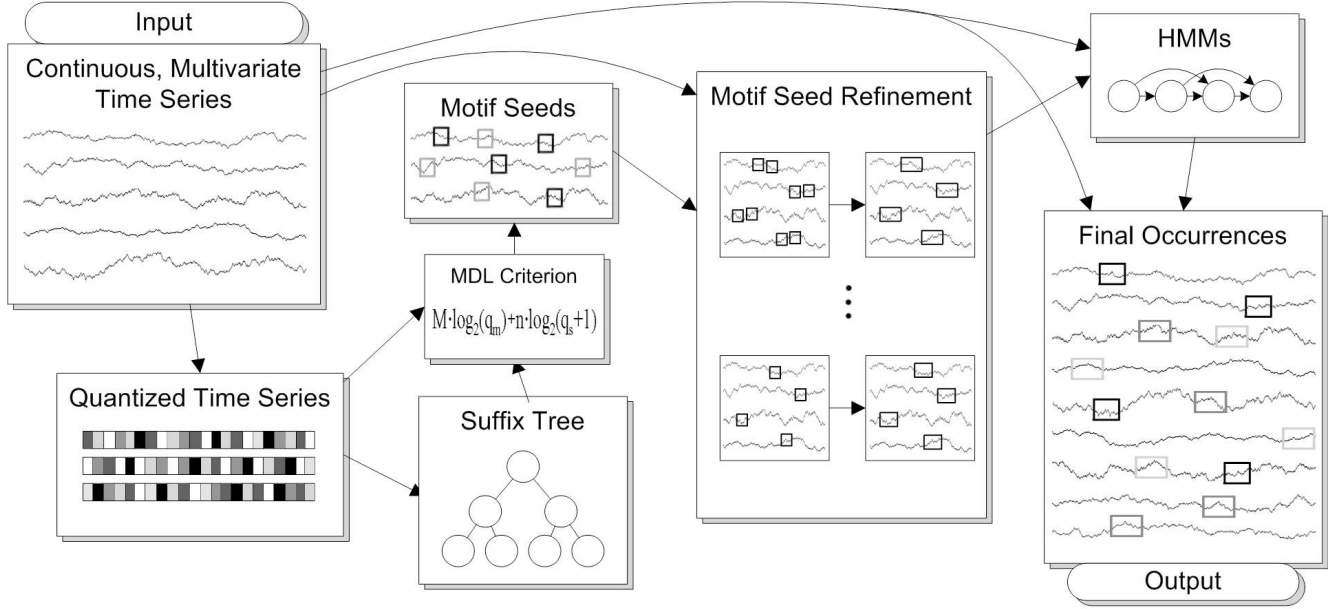 Input
Continuous, Multivariate
Time Series
Quantized Time Series
Motif Seeds
MDL Criterion
M·log₂(qₘ)+n·log₂(qₛ+1)
Suffix Tree
Motif Seed Refinement
HMMs
Final Occurrences
Output